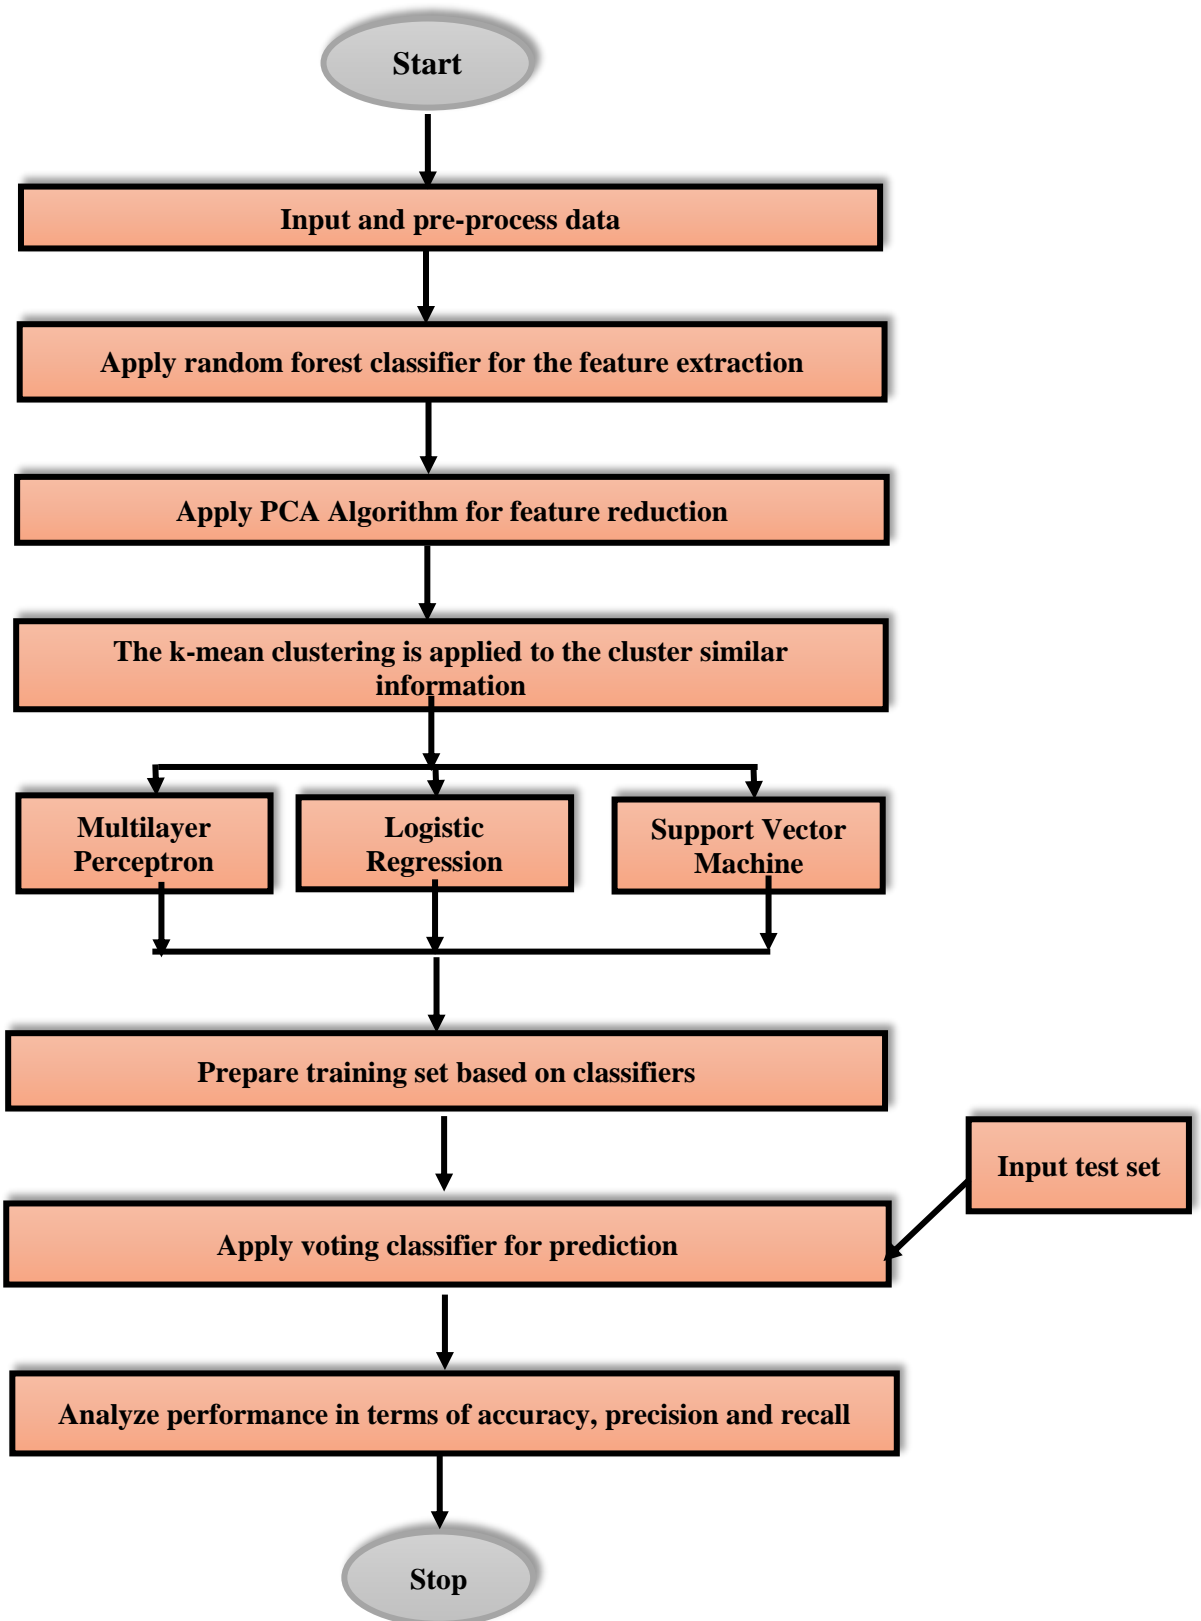 Start
Input and pre-process data
Apply random forest classifier for the feature extraction
Apply PCA Algorithm for feature reduction
The k-mean clustering is applied to the cluster similar
information
Multilayer
Perceptron
Logistic
Regression
Support Vector
Machine
Prepare training set based on classifiers
Input test set
Apply voting classifier for prediction
Analyze performance in terms of accuracy, precision and recall
Stop